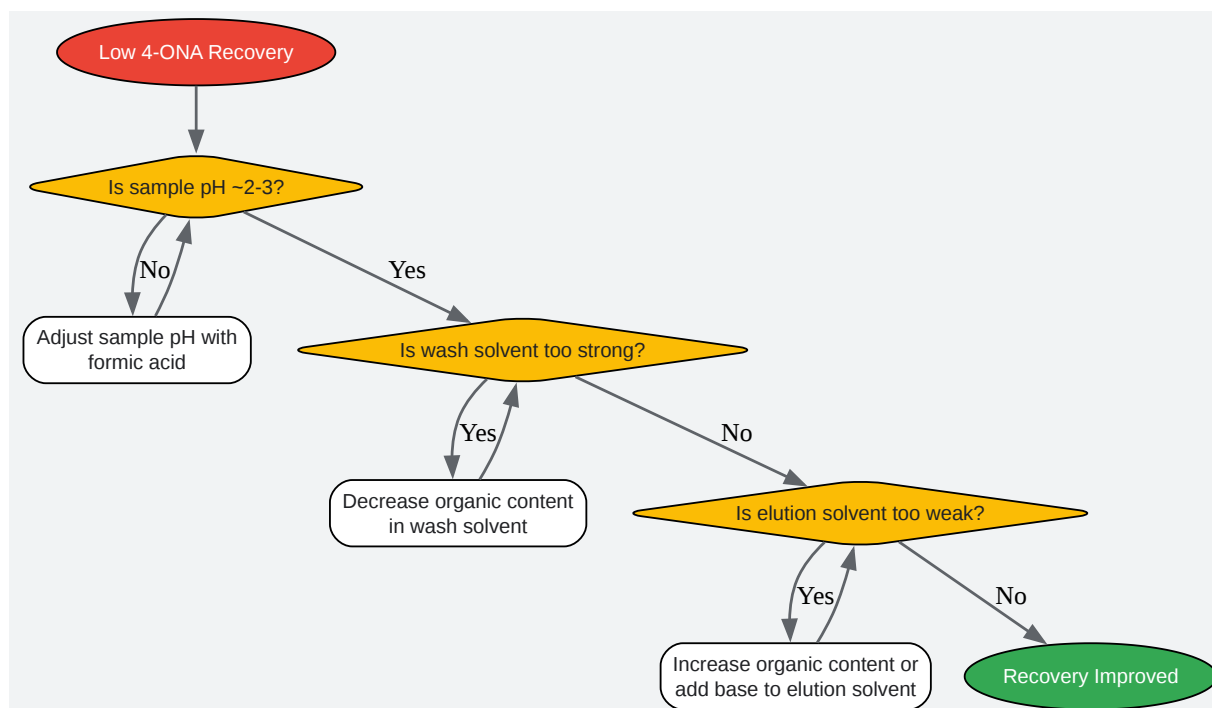 Low 4-ONA Recovery
Is sample pH ~2-3?
No
Yes
Adjust sample pH with
formic acid
Is wash solvent too strong?
Yes
No
Decrease organic content
in wash solvent
Is elution solvent too weak?
Yes
No
Increase organic content or
add base to elution solvent
Recovery Improved